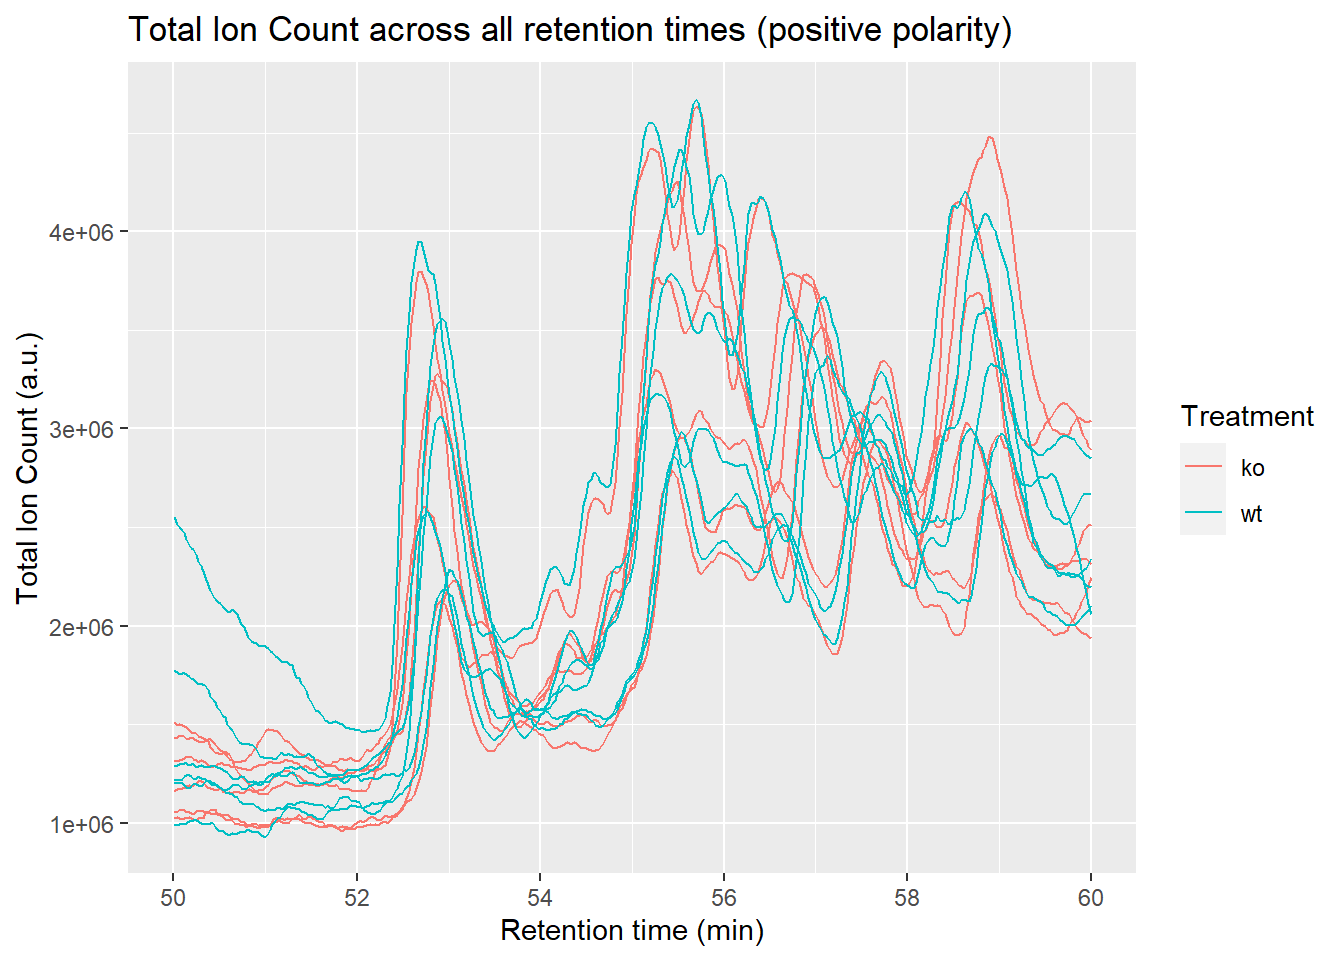 Total Ion Count across all retention times (positive polarity)
Total Ion Count (a.u.)
4e+06
3e+06
2e+06
1e+06
50 52 54 56 58 60
Retention time (min)
Treatment
ko
wt